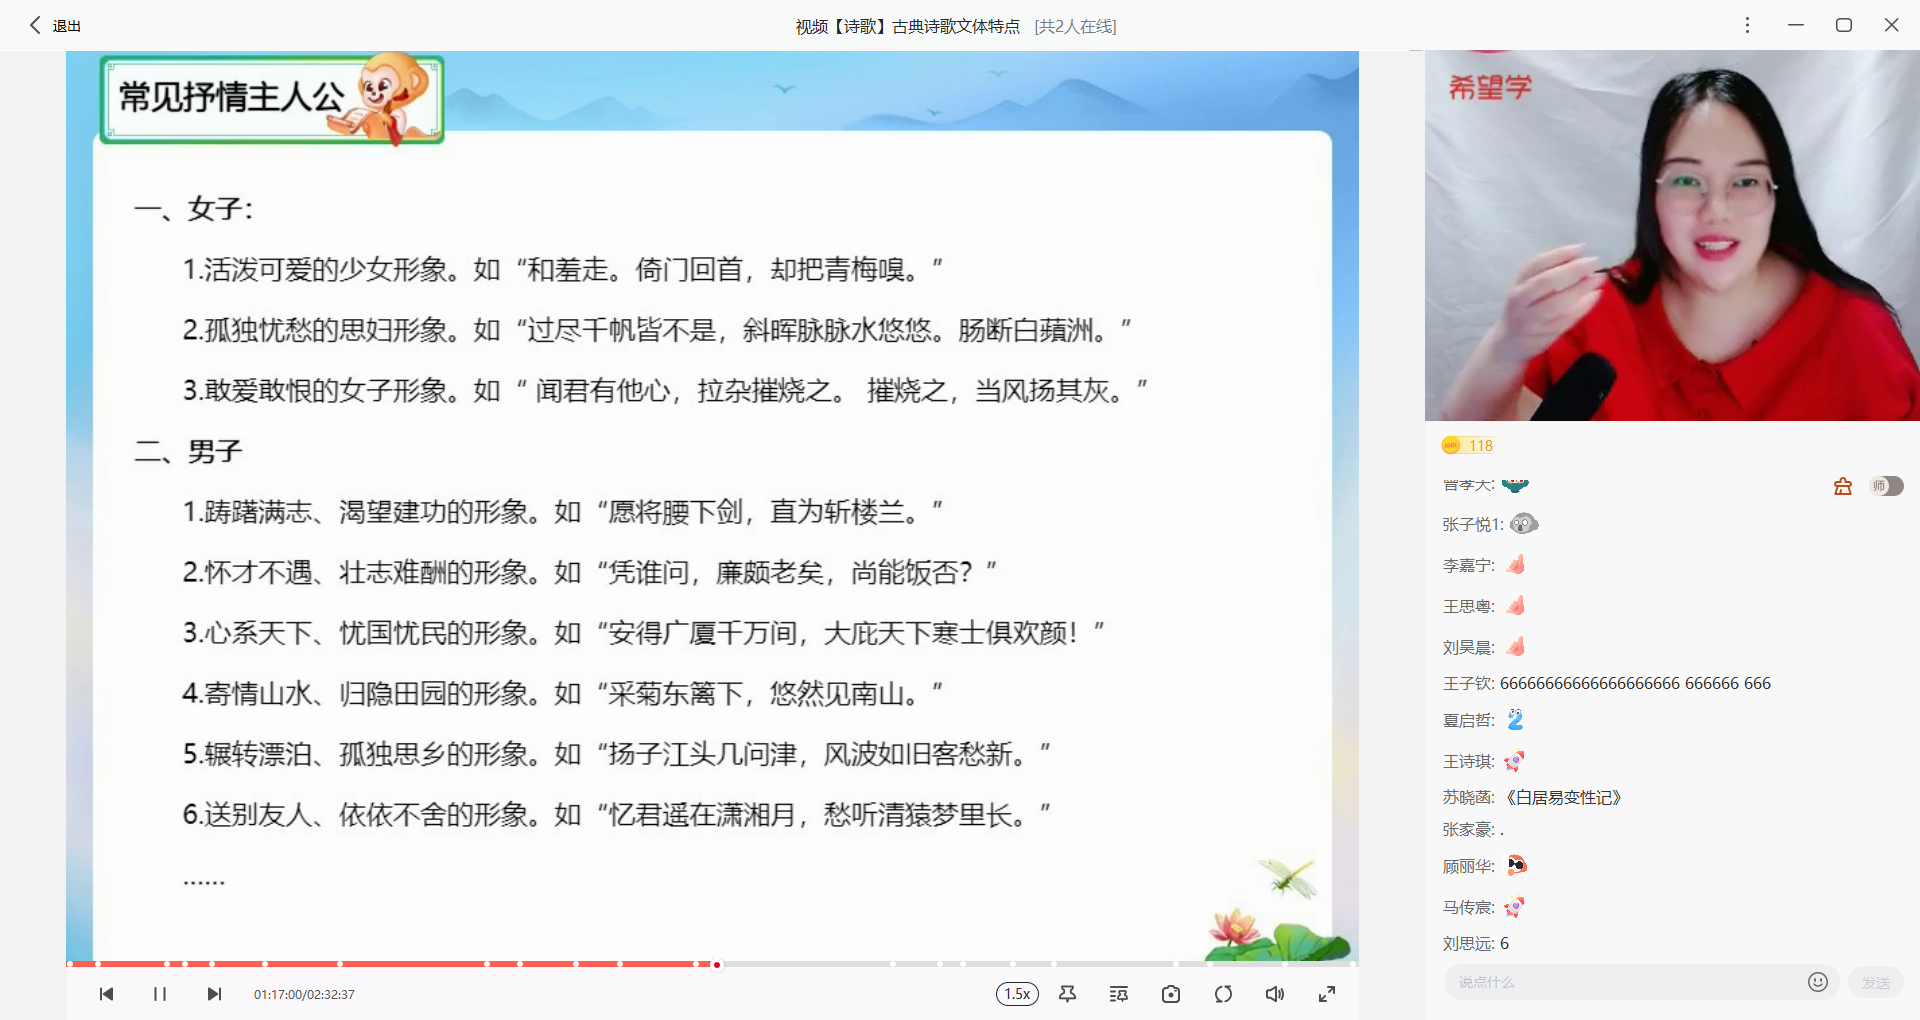 退出
视频【诗歌】古典诗歌文体特点 [共2人在线]
常见抒情主人公
一、女子：
1.活泼可爱的少女形象。如“和羞走。倚门回首，却把青梅嗅。”
2.孤独忧愁的思妇形象。如“过尽千帆皆不是，斜晖脉脉水悠悠。肠断白蘋洲。”
3.敢爱敢恨的女子形象。如“ 闻君有他心，拉杂摧烧之。 摧烧之，当风扬其灰。”
二、男子
1.踌躇满志、渴望建功的形象。如“愿将腰下剑，直为斩楼兰。”
2.怀才不遇、壮志难酬的形象。如“凭谁问，廉颇老矣，尚能饭否？”
3.心系天下、忧国忧民的形象。如“安得广厦千万间，大庇天下寒士俱欢颜！”
4.寄情山水、归隐田园的形象。如“采菊东篱下，悠然见南山。”
5.辗转漂泊、孤独思乡的形象。如“扬子江头几问津，风波如旧客愁新。”
6.送别友人、依依不舍的形象。如“忆君遥在潇湘月，愁听清猿梦里长。”
……
01:17:00/02:32:37
1.5x
希望学
118
师
张子悦1:
李嘉宁:
王思粤:
刘昊晨:
王子钦: 66666666666666666666 666666 666
夏启哲:
王诗琪:
苏晓菡: 《白居易变性记》
张家豪: .
顾丽华:
马传宸:
刘思远: 6
说点什么
发送